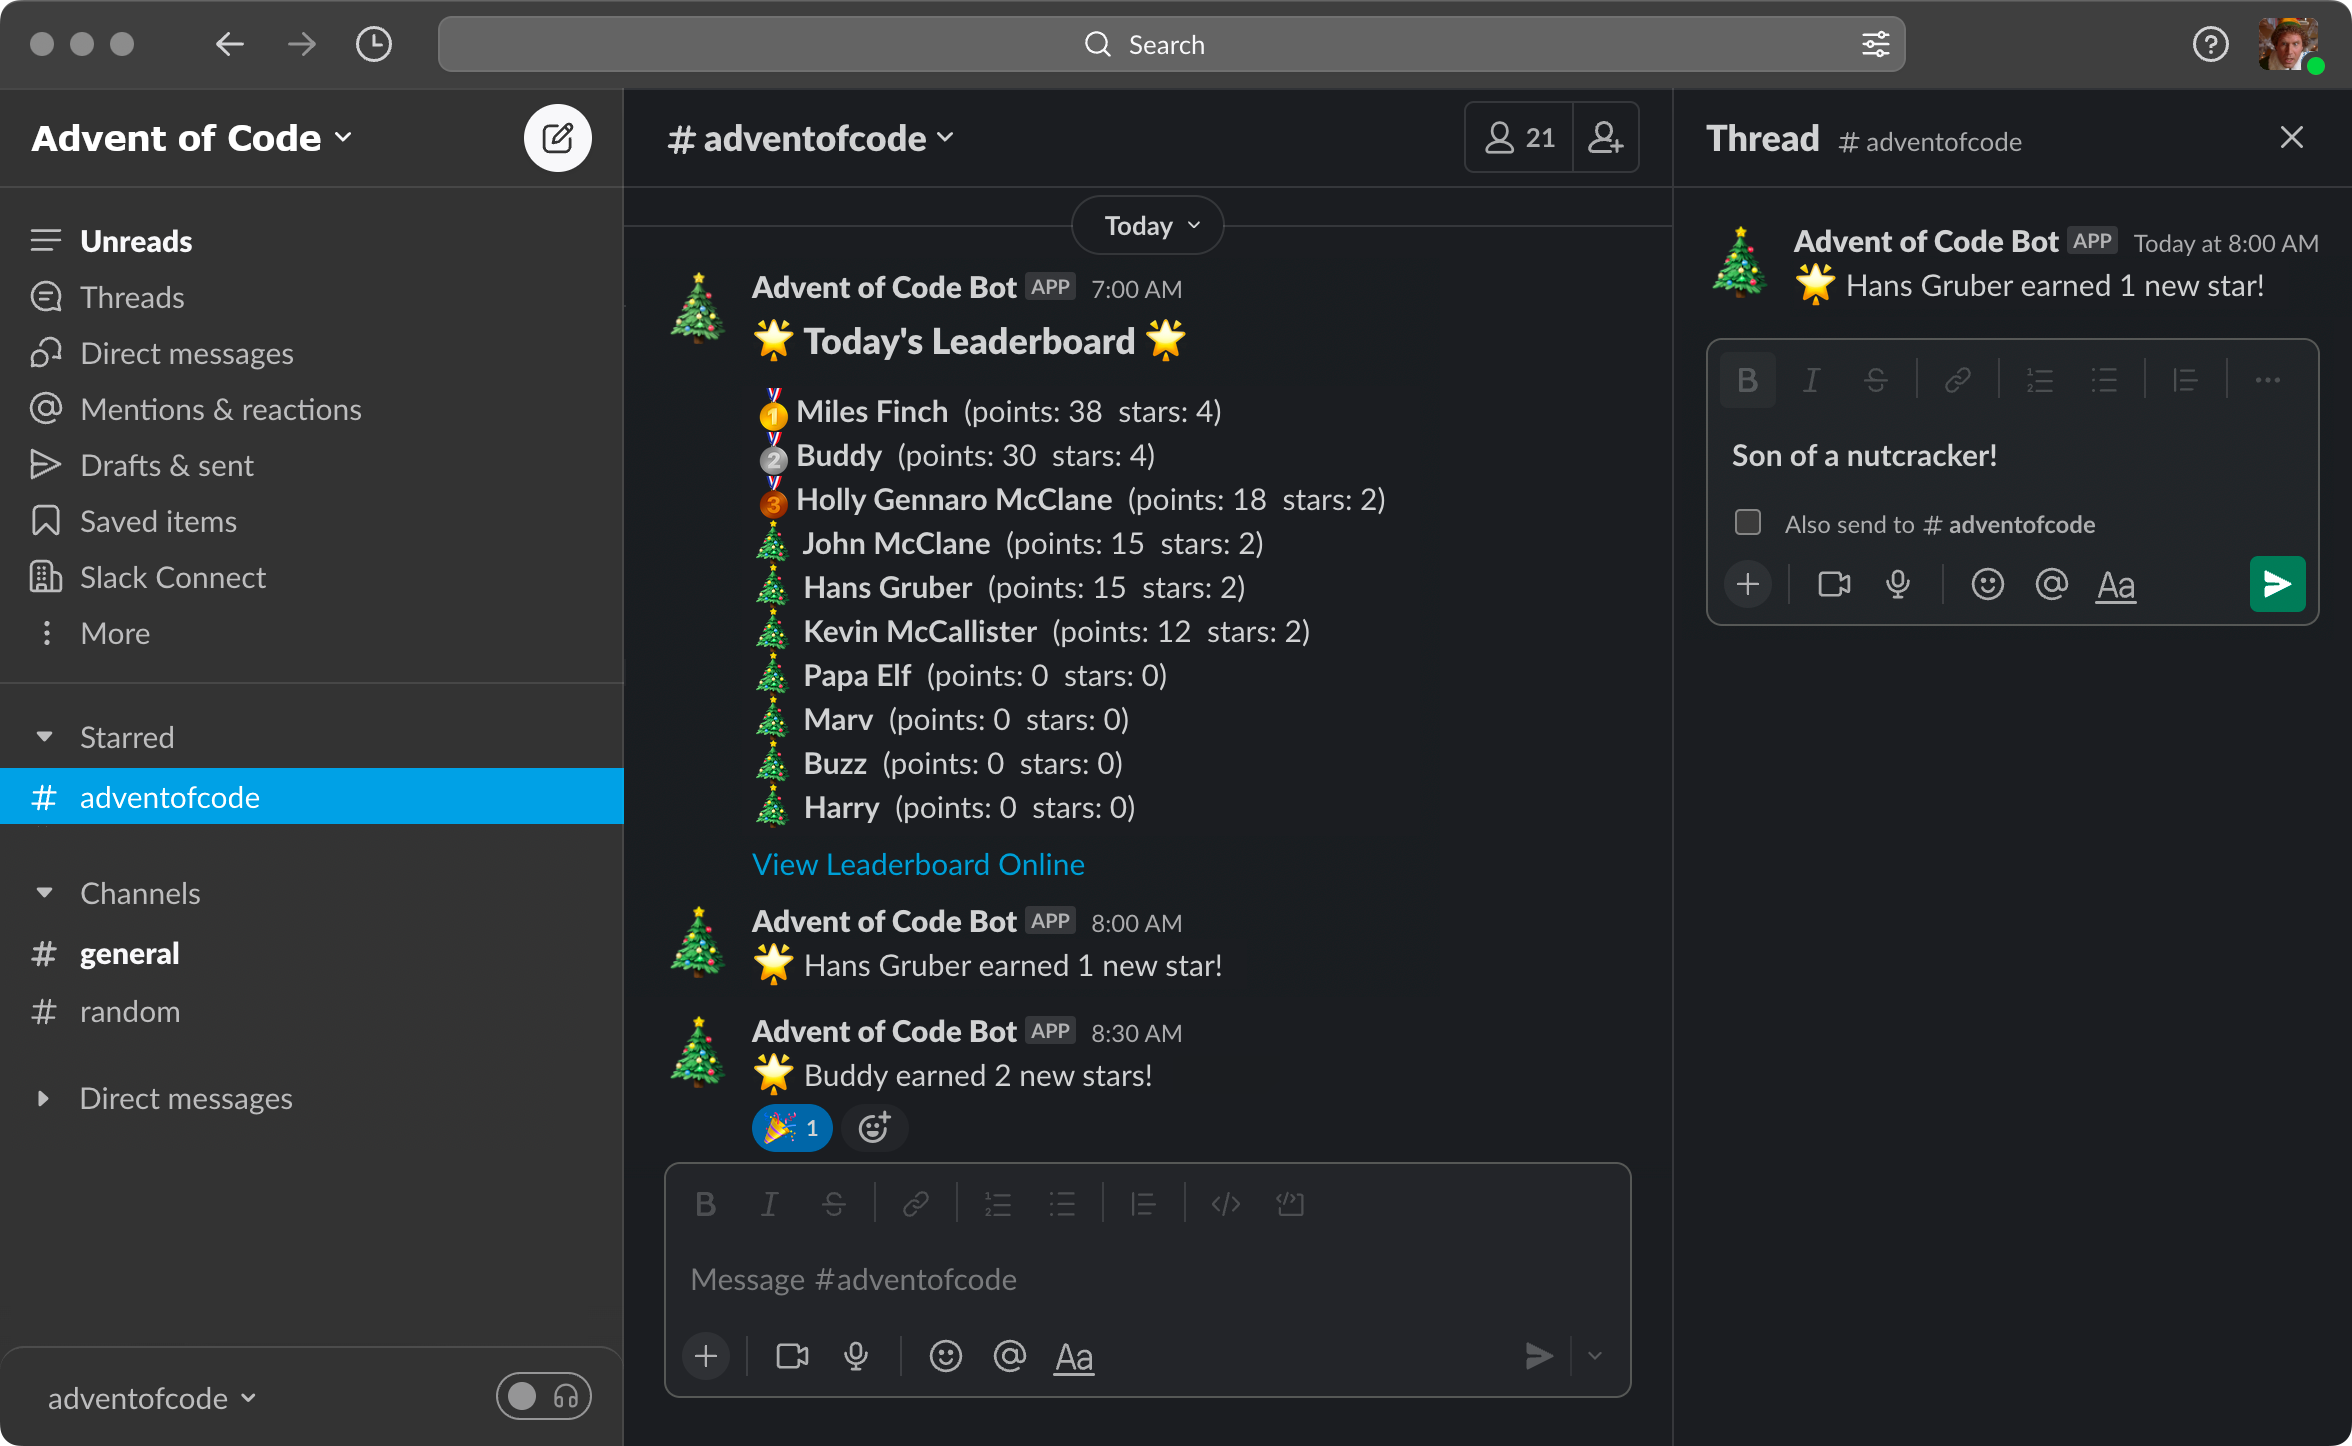 Search
Advent of Code
Unreads
Threads
Direct messages
Mentions & reactions
Drafts & sent
Saved items
Slack Connect
More
Starred
# adventofcode
Channels
# general
# random
Direct messages
adventofcode
# adventofcode
21
Today
Advent of Code Bot APP 7:00 AM
Today's Leaderboard
1 Miles Finch (points: 38 stars: 4)
2 Buddy (points: 30 stars: 4)
3 Holly Gennaro McClane (points: 18 stars: 2)
John McClane (points: 15 stars: 2)
Hans Gruber (points: 15 stars: 2)
Kevin McCallister (points: 12 stars: 2)
Papa Elf (points: 0 stars: 0)
Marv (points: 0 stars: 0)
Buzz (points: 0 stars: 0)
Harry (points: 0 stars: 0)
View Leaderboard Online
Advent of Code Bot APP 8:00 AM
Hans Gruber earned 1 new star!
Advent of Code Bot APP 8:30 AM
Buddy earned 2 new stars!
1
B I S
Message #adventofcode
Aa
Thread # adventofcode
Advent of Code Bot APP Today at 8:00 AM
Hans Gruber earned 1 new star!
B I S
Son of a nutcracker!
Also send to # adventofcode
Aa